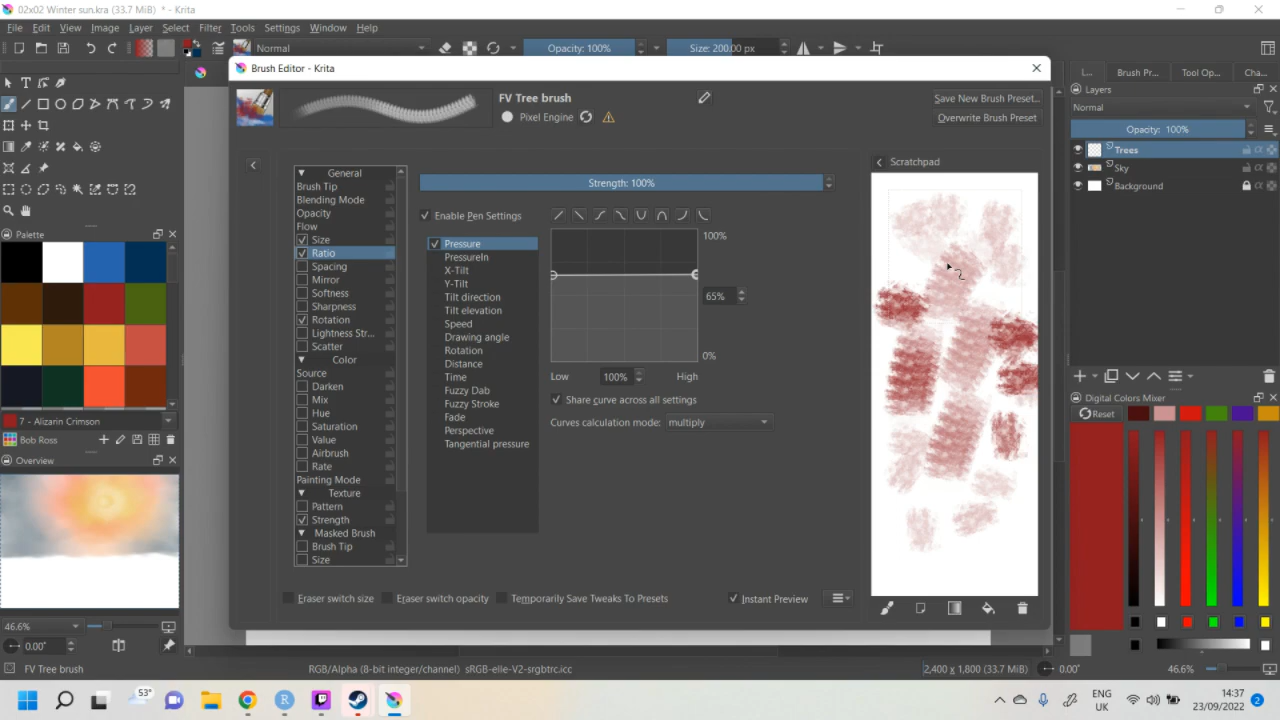 02x02 Winter sun.kra (33.7 MiB) * - Krita
File Edit View Image Layer Select Filter Tools Settings Window Help
Normal Opacity: 100% Size: 200.00 px
Brush Editor - Krita
L... Brush Pr... Tool Op... Cha...
FV Tree brush
Pixel Engine
Save New Brush Preset...
Overwrite Brush Preset
Layers
Normal
Opacity: 100%
Trees
Sky
Background
Scratchpad
General
Brush Tip
Blending Mode
Opacity
Flow
Size
Ratio
Spacing
Mirror
Softness
Sharpness
Rotation
Lightness Str...
Scatter
Color
Source
Darken
Mix
Hue
Saturation
Value
Airbrush
Rate
Painting Mode
Texture
Pattern
Strength
Masked Brush
Brush Tip
Size
Strength: 100%
Enable Pen Settings
Pressure
PressureIn
X-Tilt
Y-Tilt
Tilt direction
Tilt elevation
Speed
Drawing angle
Rotation
Distance
Time
Fuzzy Dab
Fuzzy Stroke
Fade
Perspective
Tangential pressure
100%
65%
0%
Low 100% High
Share curve across all settings
Curves calculation mode: multiply
Eraser switch size Eraser switch opacity Temporarily Save Tweaks To Presets Instant Preview
Palette
7 - Alizarin Crimson
Bob Ross
Overview
46.6%
0.00°
Digital Colors Mixer
Reset
FV Tree brush RGB/Alpha (8-bit integer/channel) sRGB-elle-V2-srgbtrc.icc 2,400 x 1,800 (33.7 MiB) 0.00° 46.6%
53°
ENG
UK
14:37
23/09/2022
2